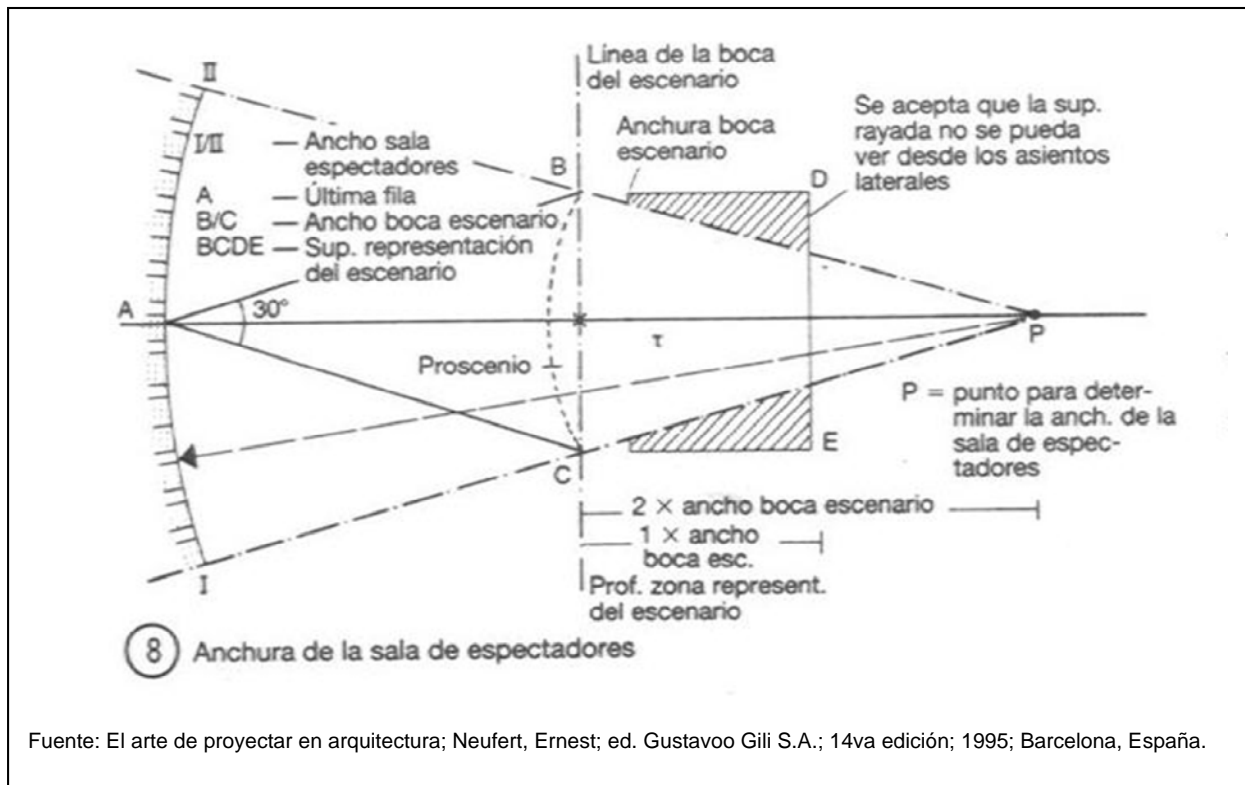 II
Línea de la boca
del escenario
Anchura boca
escenario
Se acepta que la sup.
rayada no se pueda
ver desde los asientos
laterales
I/II — Ancho sala
espectadores
A — Última fila
B/C — Ancho boca escenario
BCDE — Sup. representación
del escenario
B
D
A
30°
τ
P
Proscenio
C
E
P = punto para deter-
minar la anch. de la
sala de espec-
tadores
2 × ancho boca escenario
1 × ancho
boca esc.
Prof. zona represent.
del escenario
I
8 Anchura de la sala de espectadores
Fuente: El arte de proyectar en arquitectura; Neufert, Ernest; ed. Gustavoo Gili S.A.; 14va edición; 1995; Barcelona, España.